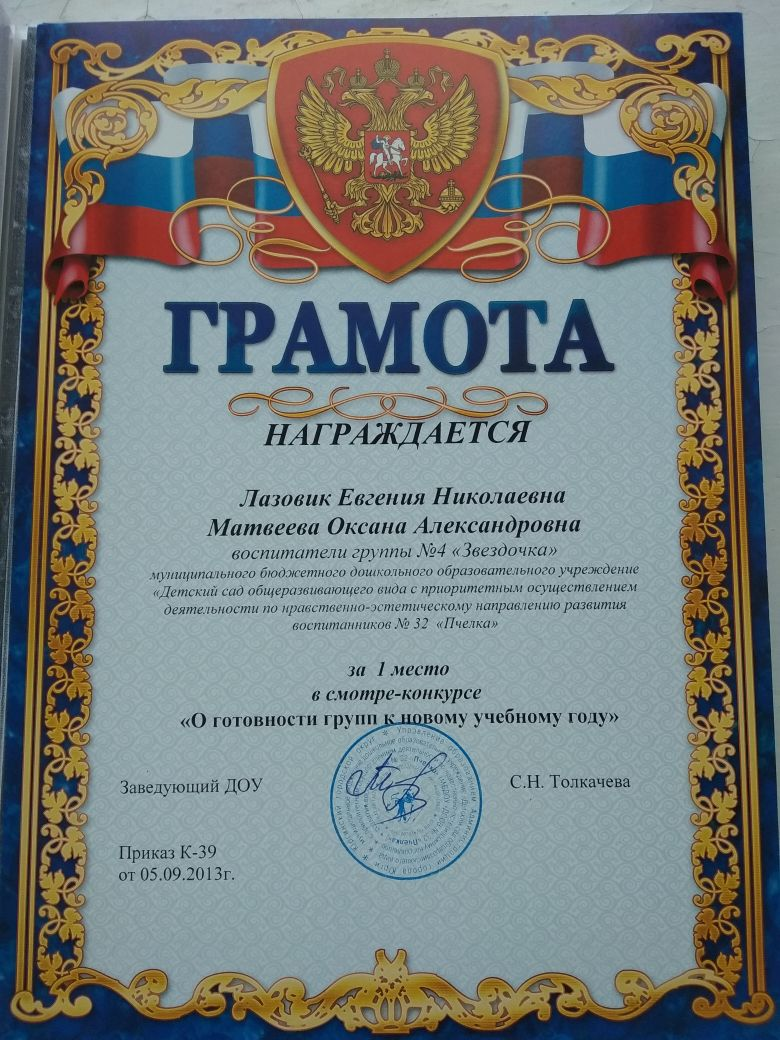 ГРАМОТА
НАГРАЖДАЕТСЯ
Лазовик Евгения Николаевна
Матвеева Оксана Александровна
воспитатели группы №4 «Звездочка»
муниципального бюджетного дошкольного образовательного учреждение
«Детский сад общеразвивающего вида с приоритетным осуществлением
деятельности по нравственно-эстетическому направлению развития
воспитанников № 32 «Пчелка»
за 1 место
в смотре-конкурсе
«О готовности групп к новому учебному году»
Заведующий ДОУ
С.Н. Толкачева
Приказ К-39
от 05.09.2013г.